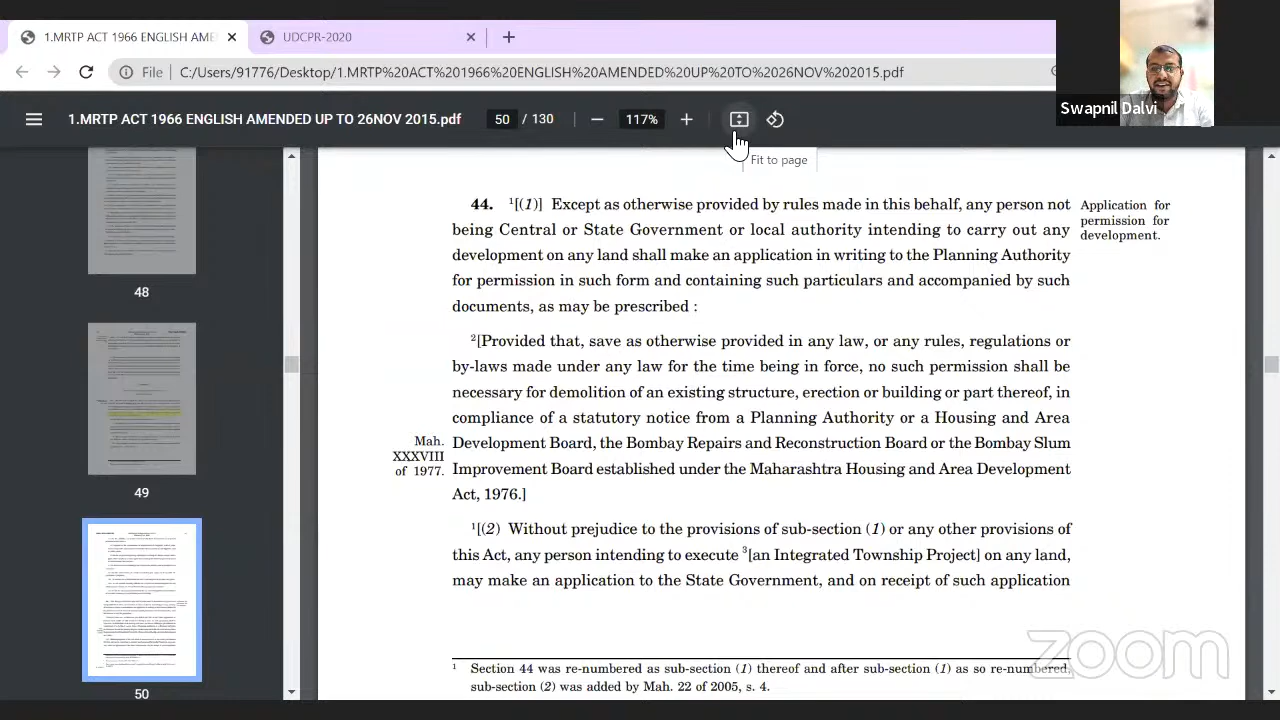 1.MRTP ACT 1966 ENGLISH AME
UDCPR-2020
File C:/Users/91776/Desktop/1.MRTP%20ACT%201966%20ENGLISH%20AMENDED%20UP%20TO%2026NOV%202015.pdf
Swapnil Dalvi
1.MRTP ACT 1966 ENGLISH AMENDED UP TO 26NOV 2015.pdf 50 / 130 117%
Fit to page
48
49
50
44. 1[(1)] Except as otherwise provided by rules made in this behalf, any person not
being Central or State Government or local authority intending to carry out any
development on any land shall make an application in writing to the Planning Authority
for permission in such form and containing such particulars and accompanied by such
documents, as may be prescribed :
Application for
permission for
development.
2[Provided that, save as otherwise provided in any law, or any rules, regulations or
by-laws made under any law for the time being in force, no such permission shall be
necessary for demolition of an existing structure, erection or building or part thereof, in
compliance of a statutory notice from a Planning Authority or a Housing and Area
Development Board, the Bombay Repairs and Reconstruction Board or the Bombay Slum
Improvement Board established under the Maharashtra Housing and Area Development
Act, 1976.]
Mah.
XXXVIII
of 1977.
1[(2) Without prejudice to the provisions of sub-section (1) or any other provisions of
the Act, any person intending to execute [an Integrated Township Project] on any land,
may make an application to the State Government, and on receipt of such application
1 Section 44 was re-numbered as sub-section (1) thereof and after sub-section (1) as so re-numbered,
sub-section (2) was added by Mah. 22 of 2005, s. 4.
zoom